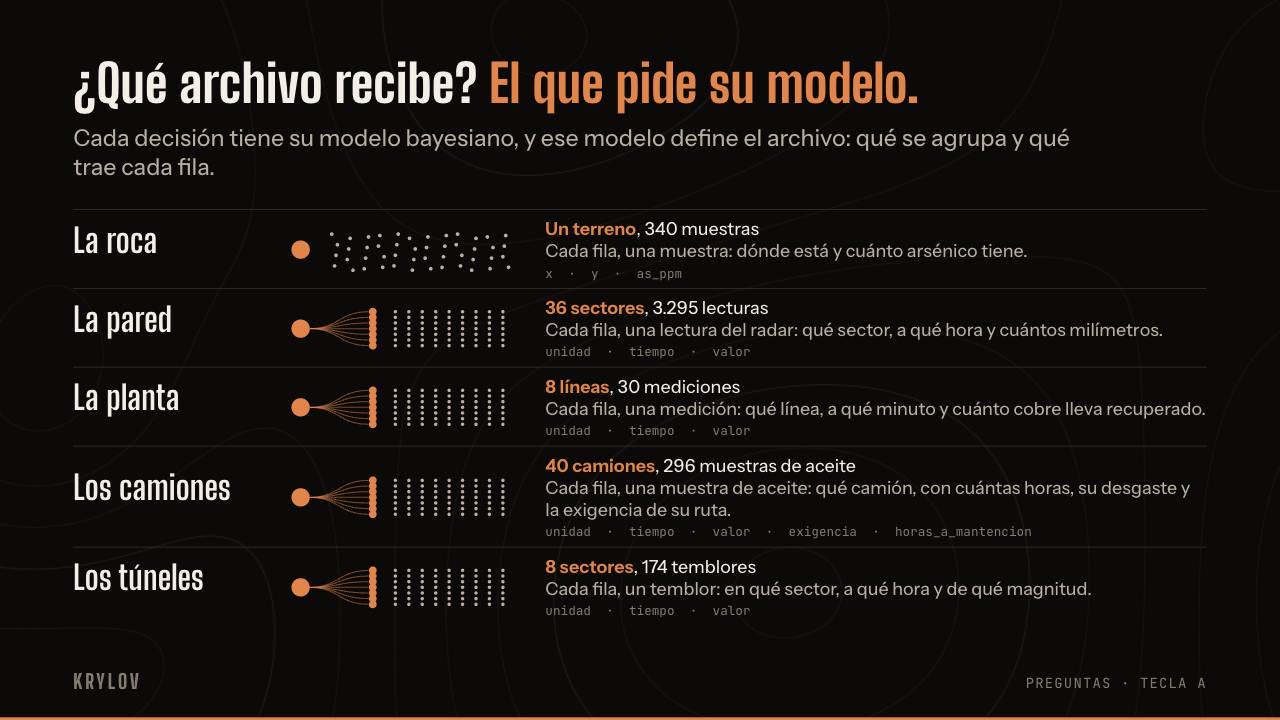 ¿Qué archivo recibe? El que pide su modelo.
Cada decisión tiene su modelo bayesiano, y ese modelo define el archivo: qué se agrupa y qué
trae cada fila.
La roca
Un terreno, 340 muestras
Cada fila, una muestra: dónde está y cuánto arsénico tiene.
x · y · as_ppm
La pared
36 sectores, 3.295 lecturas
Cada fila, una lectura del radar: qué sector, a qué hora y cuántos milímetros.
unidad · tiempo · valor
La planta
8 líneas, 30 mediciones
Cada fila, una medición: qué línea, a qué minuto y cuánto cobre lleva recuperado.
unidad · tiempo · valor
Los camiones
40 camiones, 296 muestras de aceite
Cada fila, una muestra de aceite: qué camión, con cuántas horas, su desgaste y
la exigencia de su ruta.
unidad · tiempo · valor · exigencia · horas_a_mantencion
Los túneles
8 sectores, 174 temblores
Cada fila, un temblor: en qué sector, a qué hora y de qué magnitud.
unidad · tiempo · valor
KRYLOV
PREGUNTAS · TECLA A